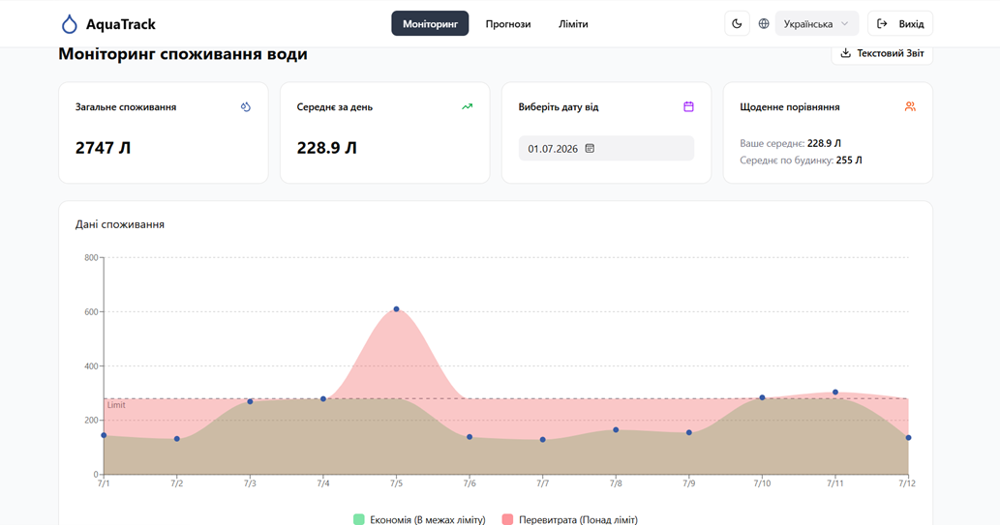 AquaTrack
Моніторинг
Прогнози
Ліміти
Українська
Вихід
Моніторинг споживання води
Текстовий Звіт
Загальне споживання
2747 Л
Середнє за день
228.9 Л
Виберіть дату від
01.07.2026
Щоденне порівняння
Ваше середнє: 228.9 Л
Середнє по будинку: 255 Л
Дані споживання
800
600
400
200
0
Limit
7/1 7/2 7/3 7/4 7/5 7/6 7/7 7/8 7/9 7/10 7/11 7/12
Економія (В межах ліміту)
Перевитрата (Понад ліміт)